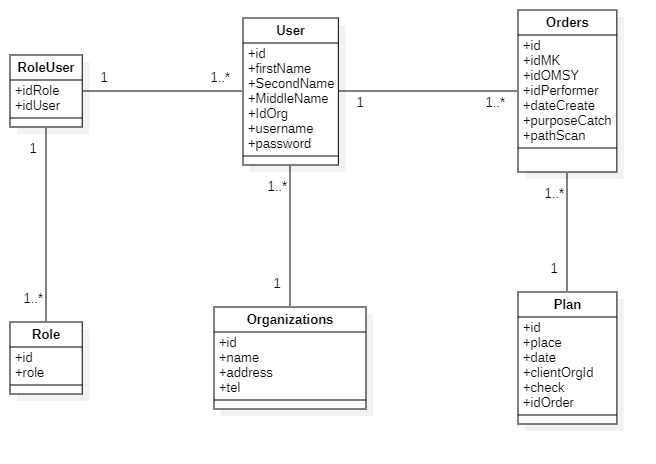 RoleUser
+idRole
+idUser
1
1..*
User
+id
+firstName
+SecondName
+MiddleName
+IdOrg
+username
+password
1
1..*
Orders
+id
+idMK
+idOMSY
+idPerformer
+dateCreate
+purposeCatch
+pathScan
1
1..*
1..*
1
1..*
1
Role
+id
+role
Organizations
+id
+name
+address
+tel
Plan
+id
+place
+date
+clientOrgId
+check
+idOrder